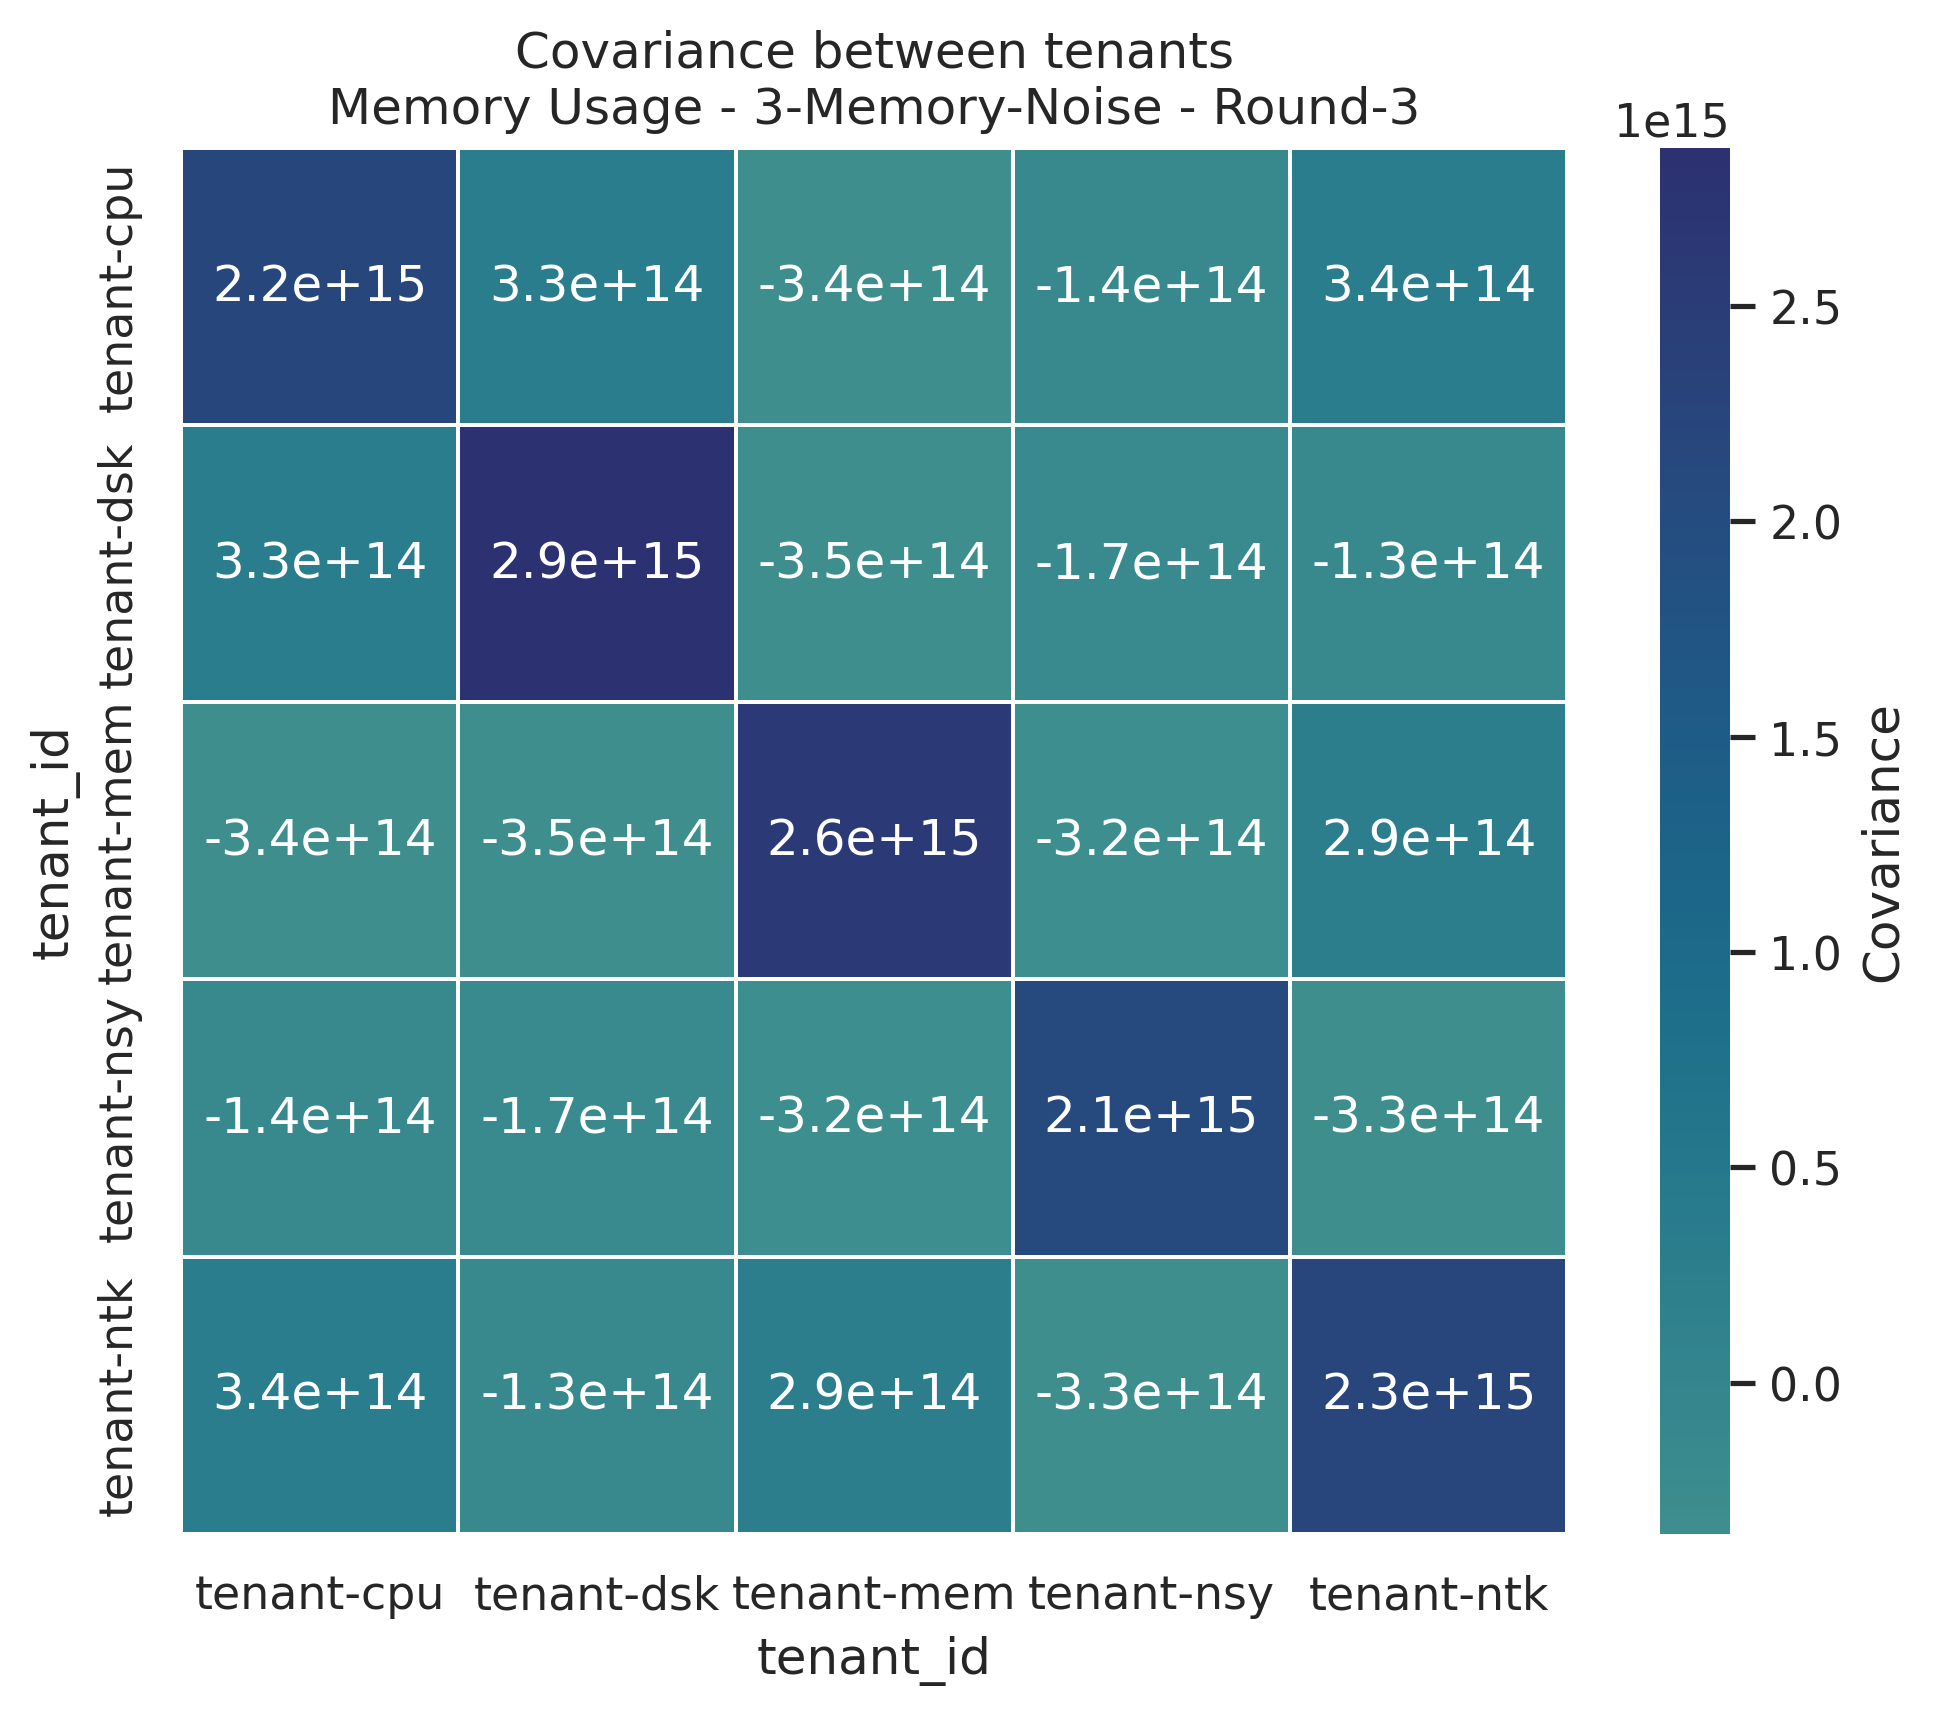 Covariance between tenants
Memory Usage - 3-Memory-Noise - Round-3
1e15
tenant-cpu
2.2e+15 3.3e+14 -3.4e+14 -1.4e+14 3.4e+14
tenant-dsk
3.3e+14 2.9e+15 -3.5e+14 -1.7e+14 -1.3e+14
tenant-mem
-3.4e+14 -3.5e+14 2.6e+15 -3.2e+14 2.9e+14
tenant-nsy
-1.4e+14 -1.7e+14 -3.2e+14 2.1e+15 -3.3e+14
tenant-ntk
3.4e+14 -1.3e+14 2.9e+14 -3.3e+14 2.3e+15
tenant_id
tenant-cpu tenant-dsk tenant-mem tenant-nsy tenant-ntk
tenant_id
2.5
2.0
1.5
1.0
0.5
0.0
Covariance